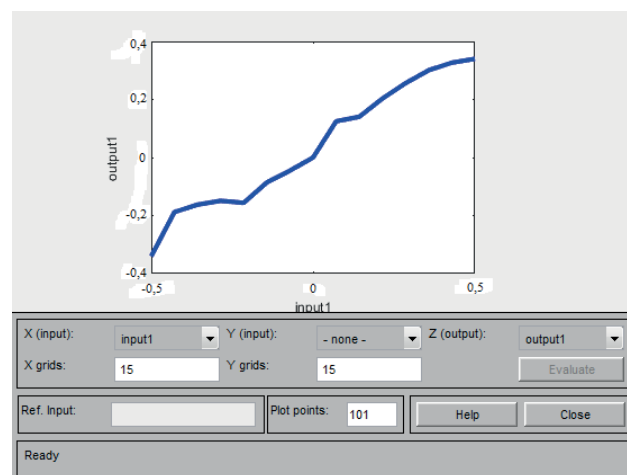 0,4
0,2
output1
0
-0,2
-0,4
-0,5 0 0,5
input1
X (input): input1 Y (input): - none - Z (output): output1
X grids: 15 Y grids: 15 Evaluate
Ref. Input: Plot points: 101 Help Close
Ready